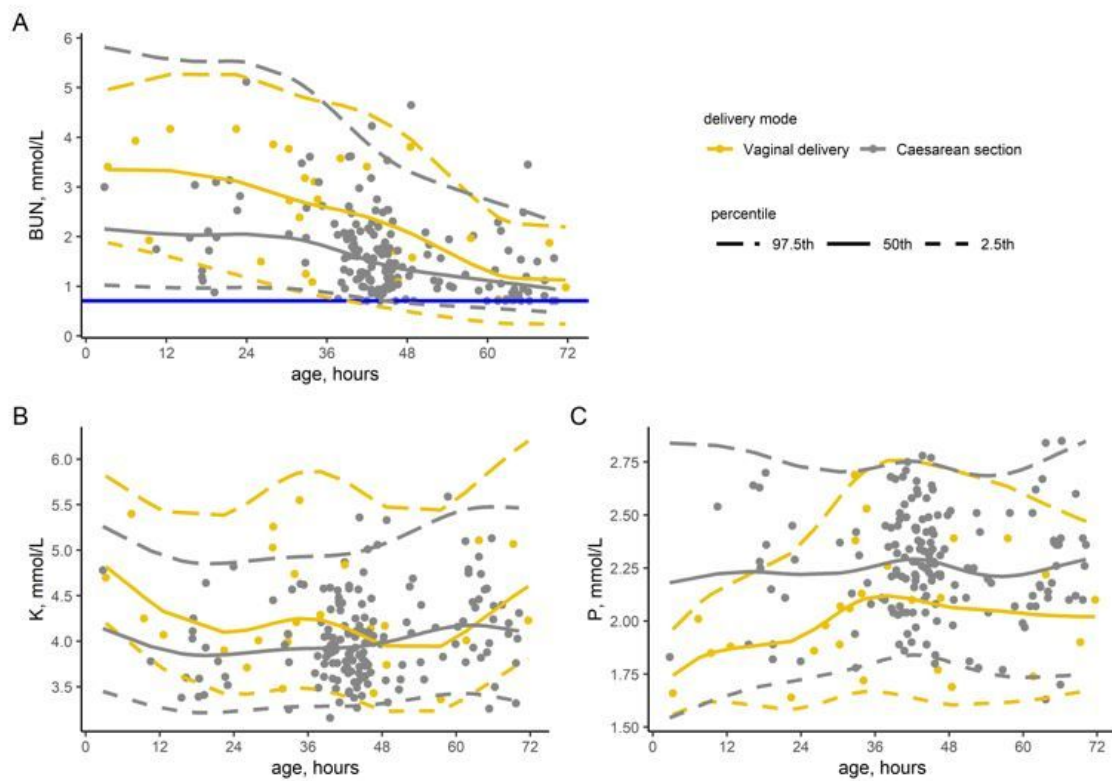 A
BUN, mmol/L
6
5
4
3
2
1
0
0 12 24 36 48 60 72
age, hours
delivery mode
Vaginal delivery Caesarean section
percentile
97.5th 50th 2.5th
B
K, mmol/L
6.0
5.5
5.0
4.5
4.0
3.5
0 12 24 36 48 60 72
age, hours
C
P, mmol/L
2.75
2.50
2.25
2.00
1.75
1.50
0 12 24 36 48 60 72
age, hours